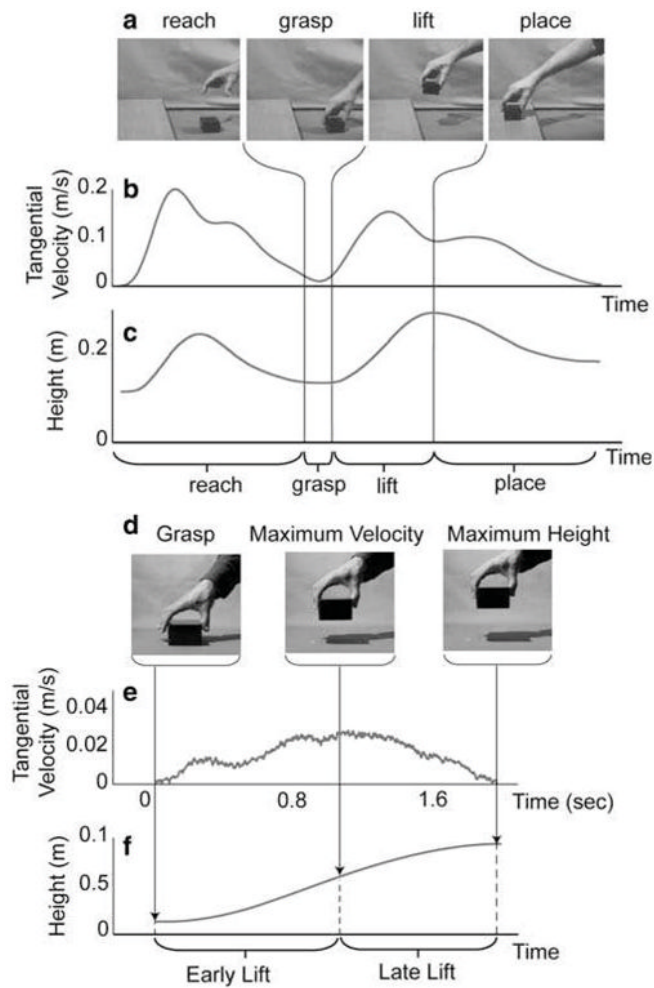 a reach grasp lift place
b
Tangential
Velocity (m/s)
0.2
0.1
0
Time
c
Height (m)
0.2
0
Time
reach grasp lift place
d Grasp Maximum Velocity Maximum Height
e
Tangential
Velocity (m/s)
0.04
0.02
0
0 0.8 1.6 Time (sec)
f
Height (m)
0.1
0.5
0
Time
Early Lift Late Lift